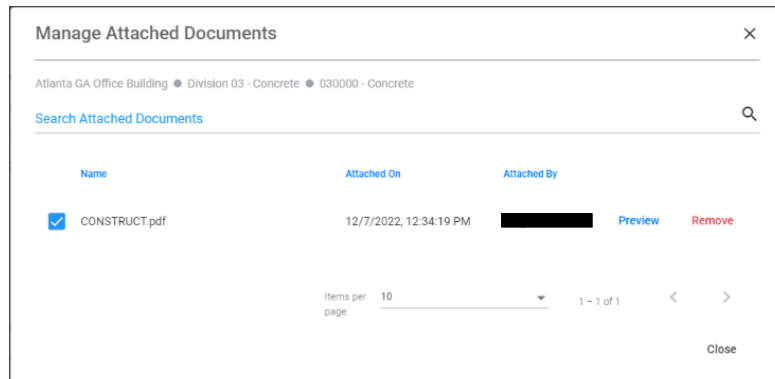 Manage Attached Documents
Atlanta GA Office Building ● Division 03 - Concrete ● 030000 - Concrete
Search Attached Documents
Name Attached On Attached By
CONSTRUCT.pdf 12/7/2022, 12:34:19 PM Preview Remove
Items per page: 10 1 – 1 of 1
Close